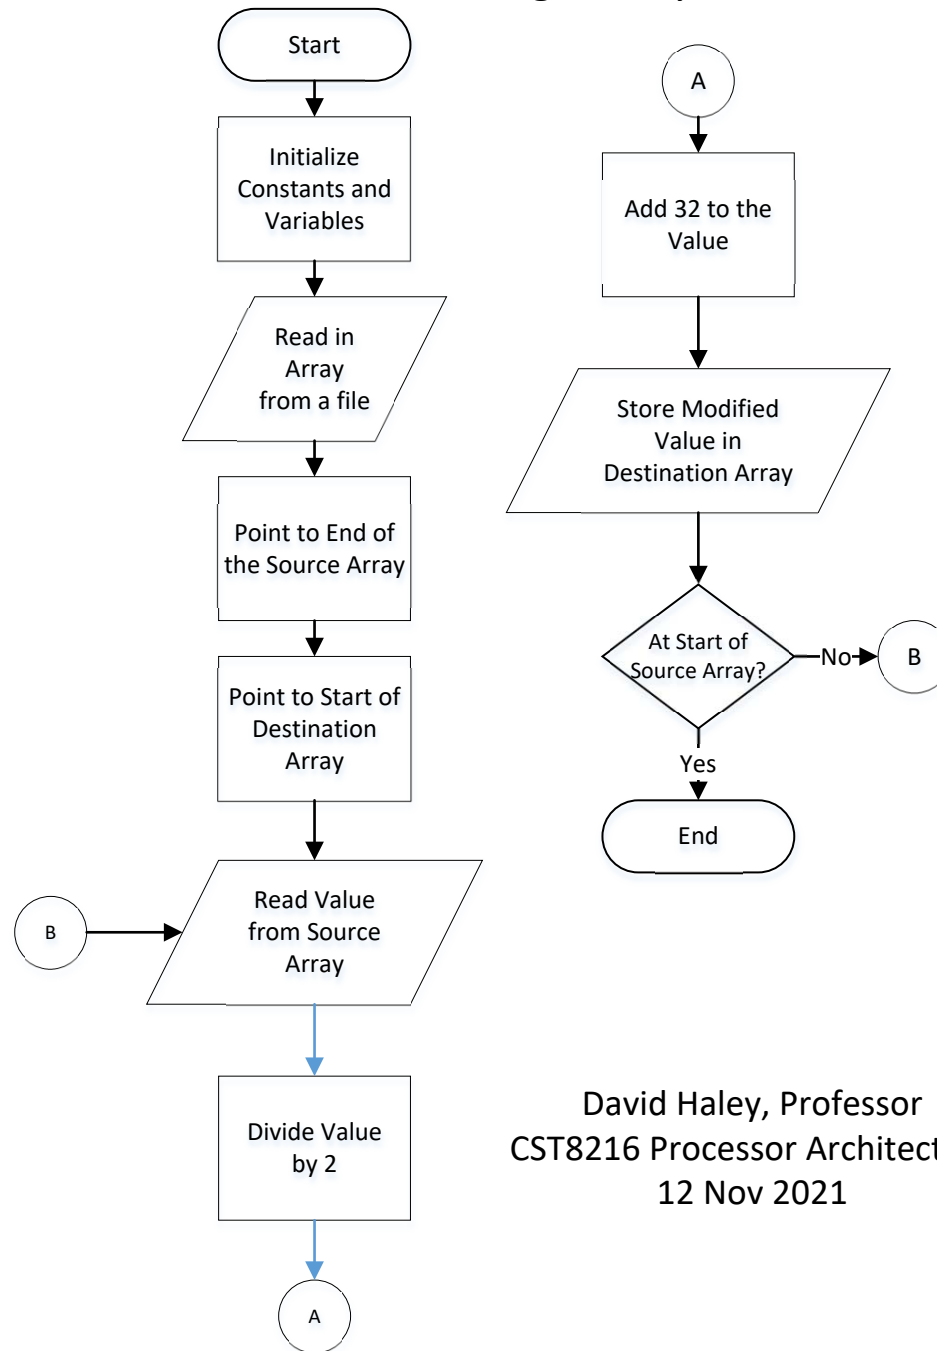 Start
Initialize
Constants and
Variables
Read in
Array
from a file
Point to End of
the Source Array
Point to Start of
Destination
Array
B
Read Value
from Source
Array
Divide Value
by 2
A
A
Add 32 to the
Value
Store Modified
Value in
Destination Array
At Start of
Source Array?
No
B
Yes
End
David Haley, Professor
CST8216 Processor
12 Nov 2021